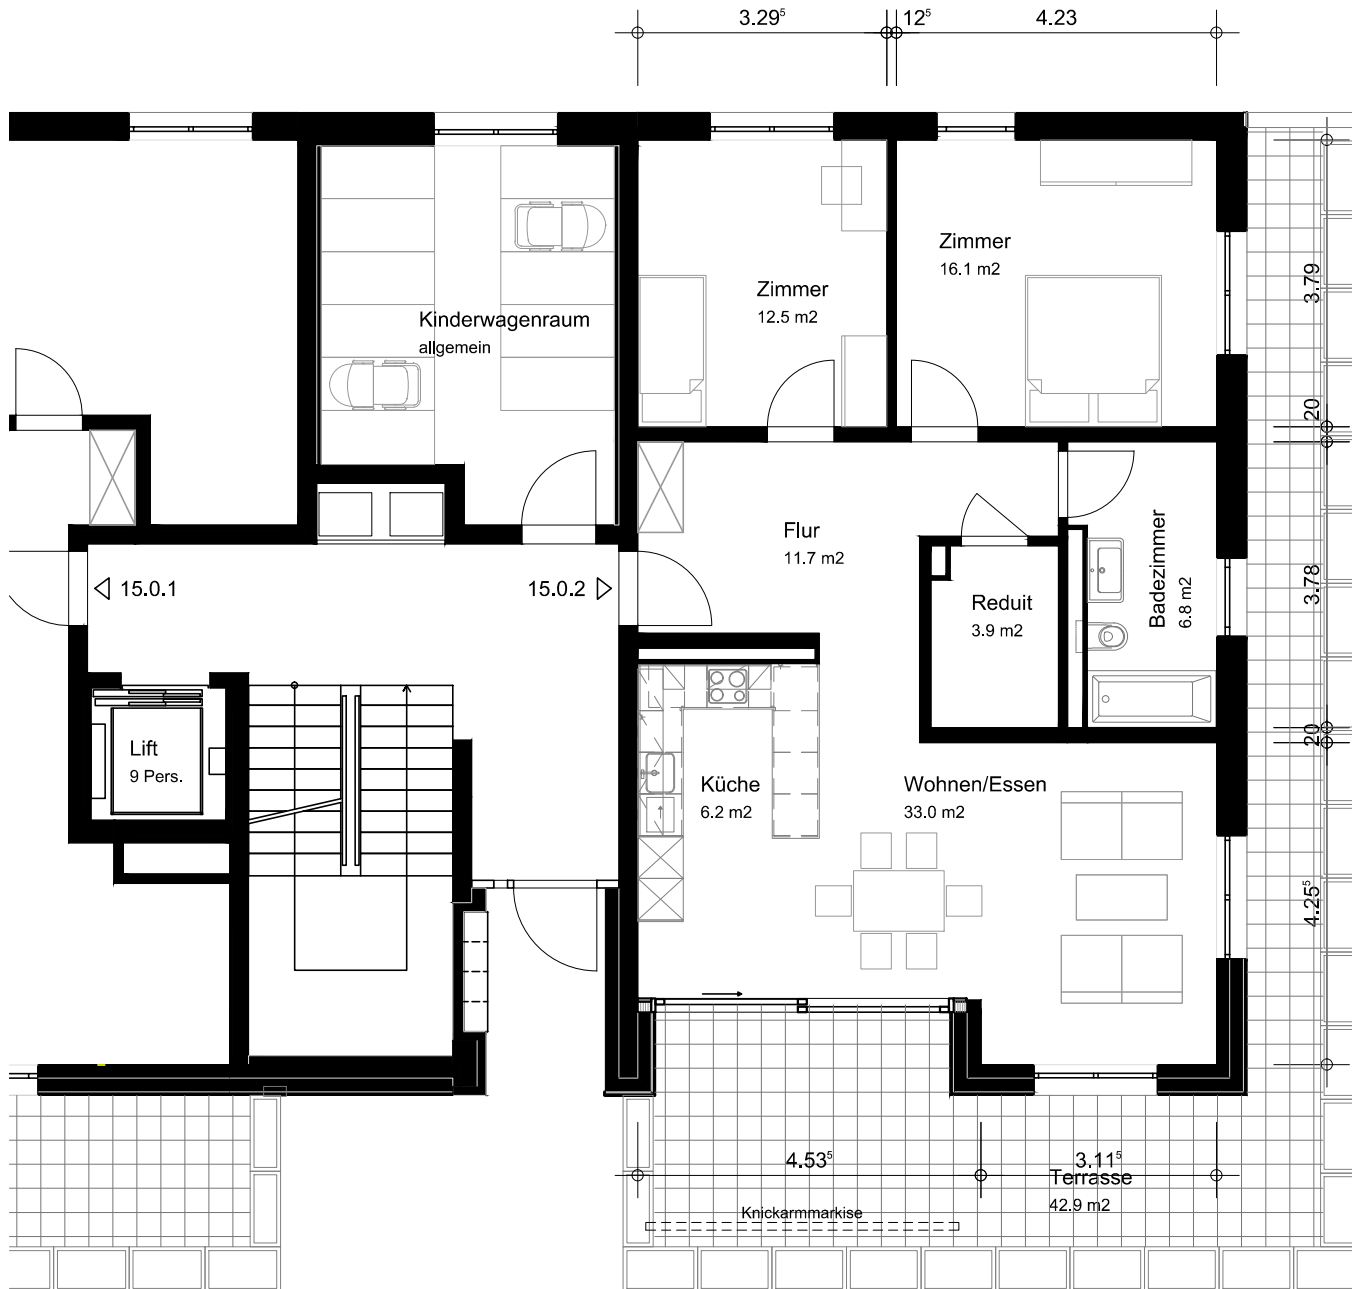 3.29⁵
12⁵
4.23
Zimmer
16.1 m2
Zimmer
12.5 m2
Kinderwagenraum
allgemein
3.79
20
Flur
11.7 m2
Badezimmer
6.8 m2
15.0.1
15.0.2
Reduit
3.9 m2
3.78
20
Lift
9 Pers.
Küche
6.2 m2
Wohnen/Essen
33.0 m2
4.25⁵
4.53⁵
3.11⁵
Terrasse
42.9 m2
Knickarmmarkise